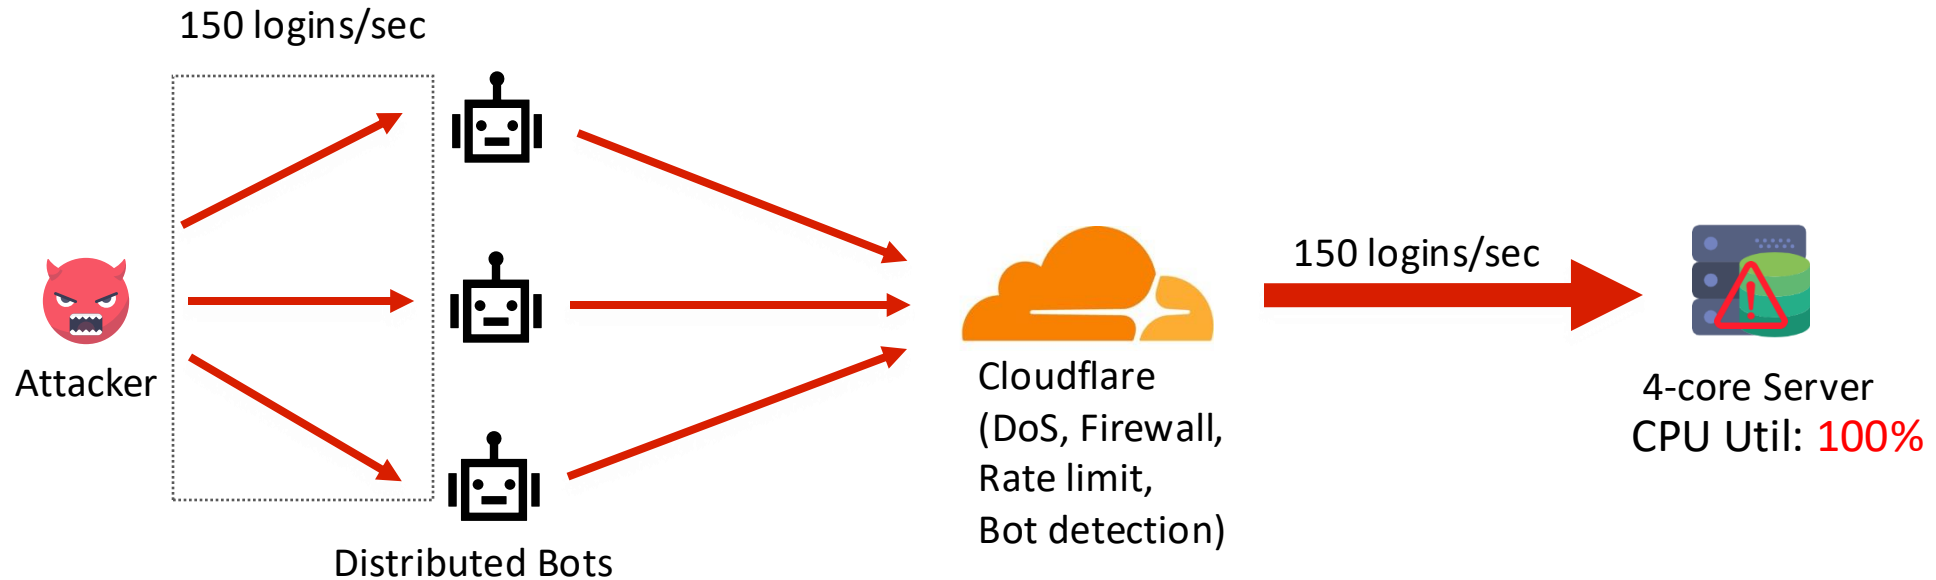 150 logins/sec
Attacker
Distributed Bots
Cloudflare
(DoS, Firewall,
Rate limit,
Bot detection)
150 logins/sec
4-core Server
CPU Util: 100%